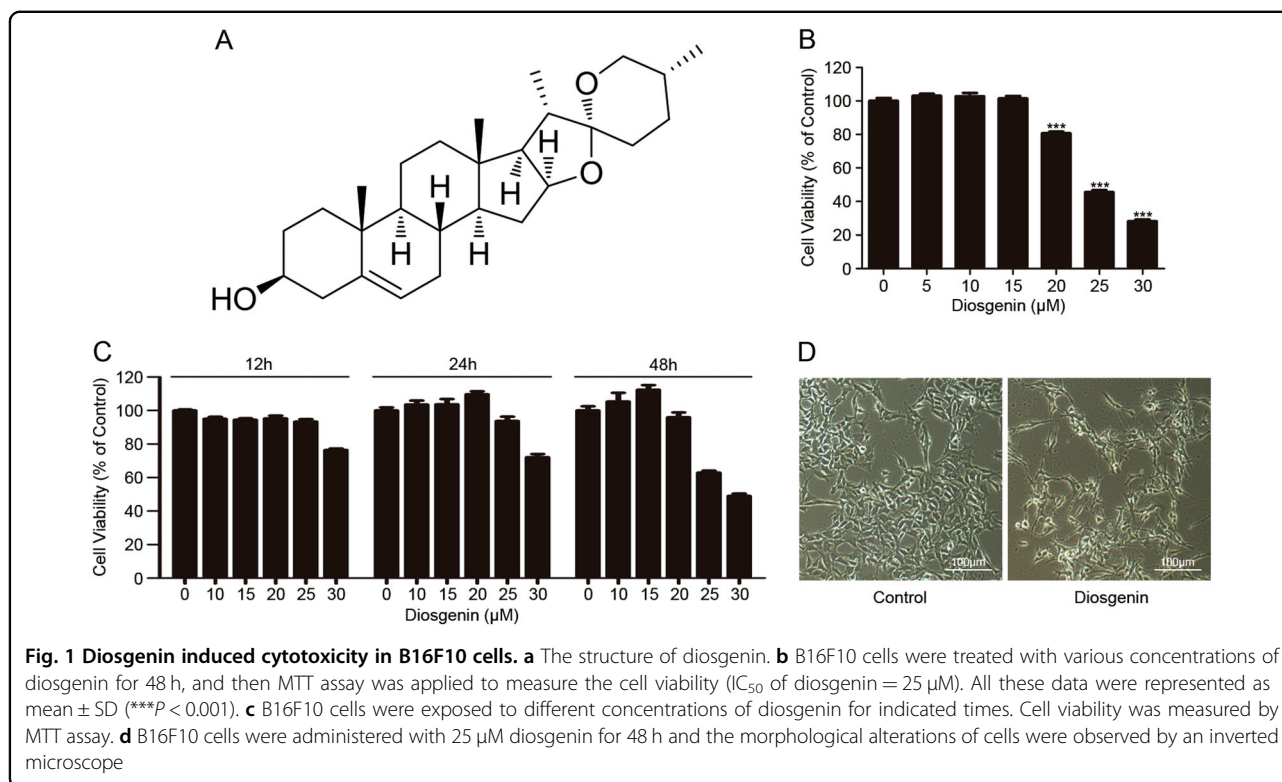 A
O
H
H
H
H
H
O
HO
B
Cell Viability (% of Control)
120
100
80
60
40
20
0
***
***
***
0 5 10 15 20 25 30
Diosgenin (µM)
C
12h 24h 48h
Cell Viability (% of Control)
120
100
80
60
40
20
0
0 10 15 20 25 30 0 10 15 20 25 30 0 10 15 20 25 30
Diosgenin (µM)
D
100µm 100µm
Control Diosgenin
Fig. 1 Diosgenin induced cytotoxicity in B16F10 cells. a The structure of diosgenin. b B16F10 cells were treated with various concentrations of
diosgenin for 48 h, and then MTT assay was applied to measure the cell viability (IC50 of diosgenin = 25 µM). All these data were represented as
mean ± SD (***P < 0.001). c B16F10 cells were exposed to different concentrations of diosgenin for indicated times. Cell viability was measured by
MTT assay. d B16F10 cells were administered with 25 µM diosgenin for 48 h and the morphological alterations of cells were observed by an inverted
microscope